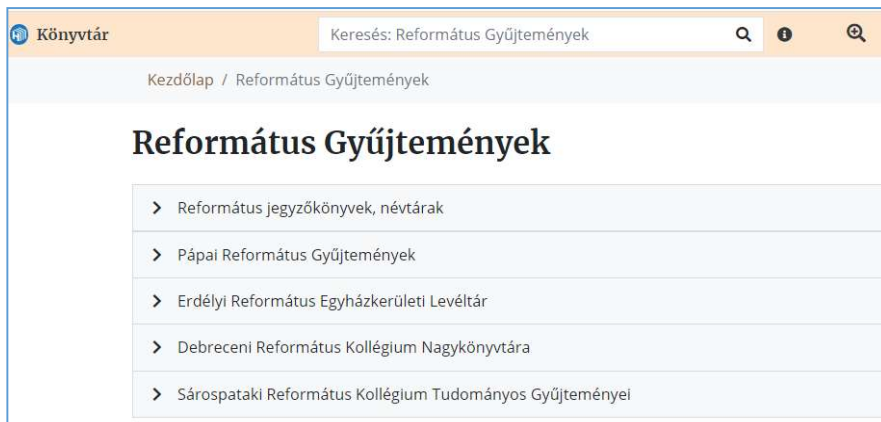 Könyvtár
Keresés: Református Gyűjtemények
Kezdőlap / Református Gyűjtemények
Református Gyűjtemények
Református jegyzőkönyvek, névtárak
Pápai Református Gyűjtemények
Erdélyi Református Egyházkerületi Levéltár
Debreceni Református Kollégium Nagykönyvtára
Sárospataki Református Kollégium Tudományos Gyűjteményei